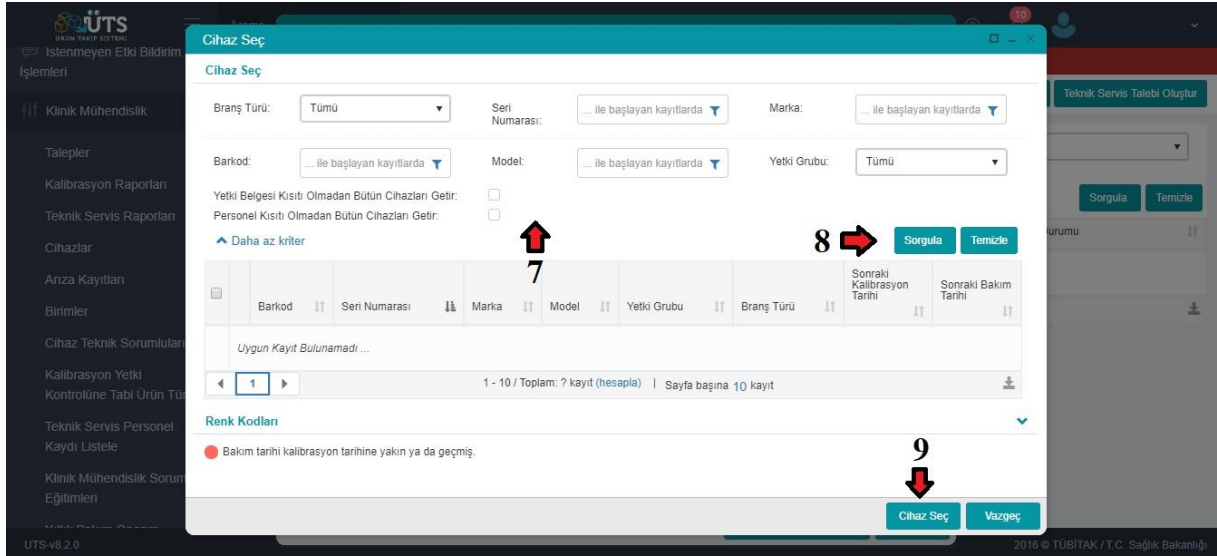 ÜTS
ÜRÜN TAKİP SİSTEMİ
Arama
10
İstenmeyen Etki Bildirim
İşlemleri
Klinik Mühendislik
Talepler
Kalibrasyon Raporları
Teknik Servis Raporları
Cihazlar
Arıza Kayıtları
Birimler
Cihaz Teknik Sorumluları
Kalibrasyon Yetki
Kontrolüne Tabi Ürün Tür
Teknik Servis Personel
Kaydı Listele
Klinik Mühendislik Sorum
Eğitimleri
UTS-v8.2.0
Cihaz Seç
Cihaz Seç
Branş Türü: Tümü Seri Numarası: ... ile başlayan kayıtlarda Marka: ... ile başlayan kayıtlarda
Barkod: ... ile başlayan kayıtlarda Model: ... ile başlayan kayıtlarda Yetki Grubu: Tümü
Yetki Belgesi Kısıtı Olmadan Bütün Cihazları Getir:
Personel Kısıtı Olmadan Bütün Cihazları Getir:
7
Daha az kriter
8
Sorgula Temizle
Barkod Seri Numarası Marka Model Yetki Grubu Branş Türü Sonraki Kalibrasyon Tarihi Sonraki Bakım Tarihi
Uygun Kayıt Bulunamadı ...
1 1 - 10 / Toplam: ? kayıt (hesapla) | Sayfa başına 10 kayıt
Renk Kodları
Bakım tarihi kalibrasyon tarihine yakın ya da geçmiş.
9
Cihaz Seç Vazgeç
Teknik Servis Talebi Oluştur
Sorgula Temizle
urumu
2016 © TÜBİTAK / T.C. Sağlık Bakanlığı